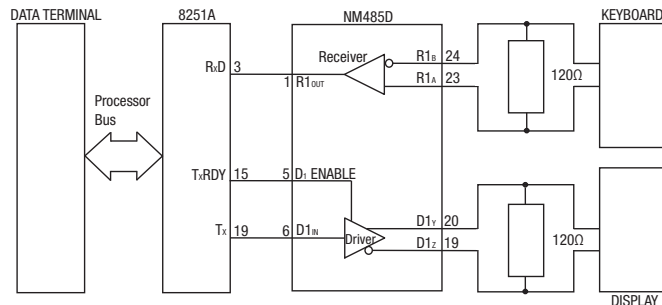 DATA TERMINAL
8251A
NM485D
KEYBOARD
Receiver
R1B 24
RxD 3
1 R1OUT
R1A 23
120Ω
Processor
Bus
TxRDY 15
5 D1 ENABLE
D1Y 20
Tx 19
6 D1IN
Driver
D1Z 19
120Ω
DISPLAY